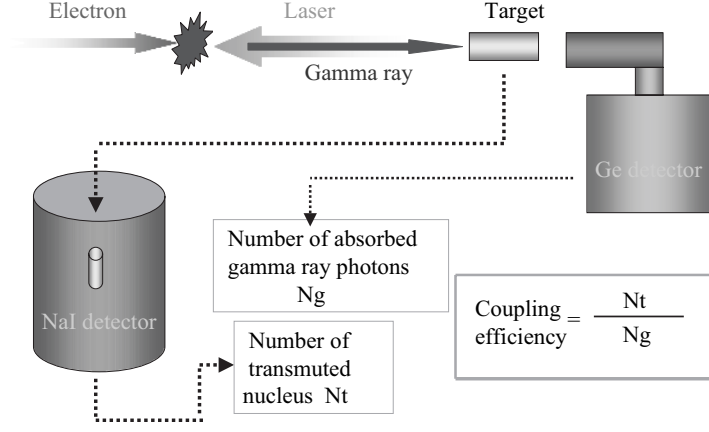 Electron
Laser
Target
Gamma ray
Ge detector
Number of absorbed
gamma ray photons
Ng
NaI detector
Number of
transmuted
nucleus Nt
Coupling
efficiency
=
Nt
Ng